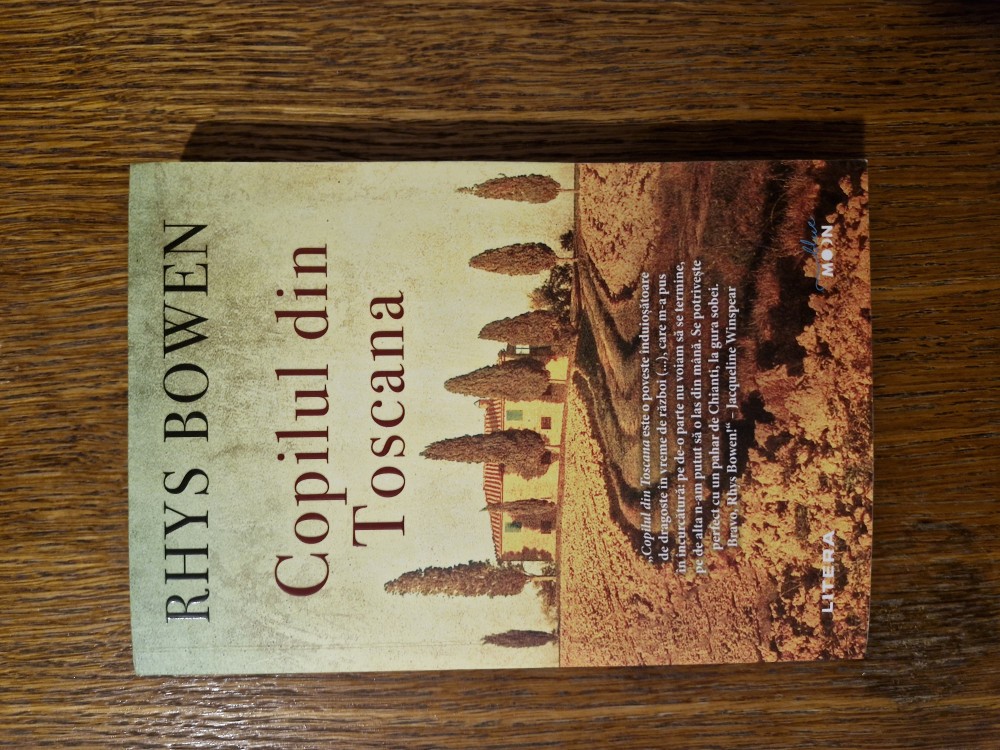 RHYS BOWEN
Copilul din
Toscana
„Copilul din Toscana este o poveste înduioșătoare
de dragoste în vreme de război (...), care m-a pus
în încurcătură: pe de-o parte nu voiam să se termine,
pe de alta n-am putut să o las din mână. Se potrivește
perfect cu un pahar de Chianti, la gura sobei.
Bravo, Rhys Bowen!“ – Jacqueline Winspear
LITERA
blue
MOON